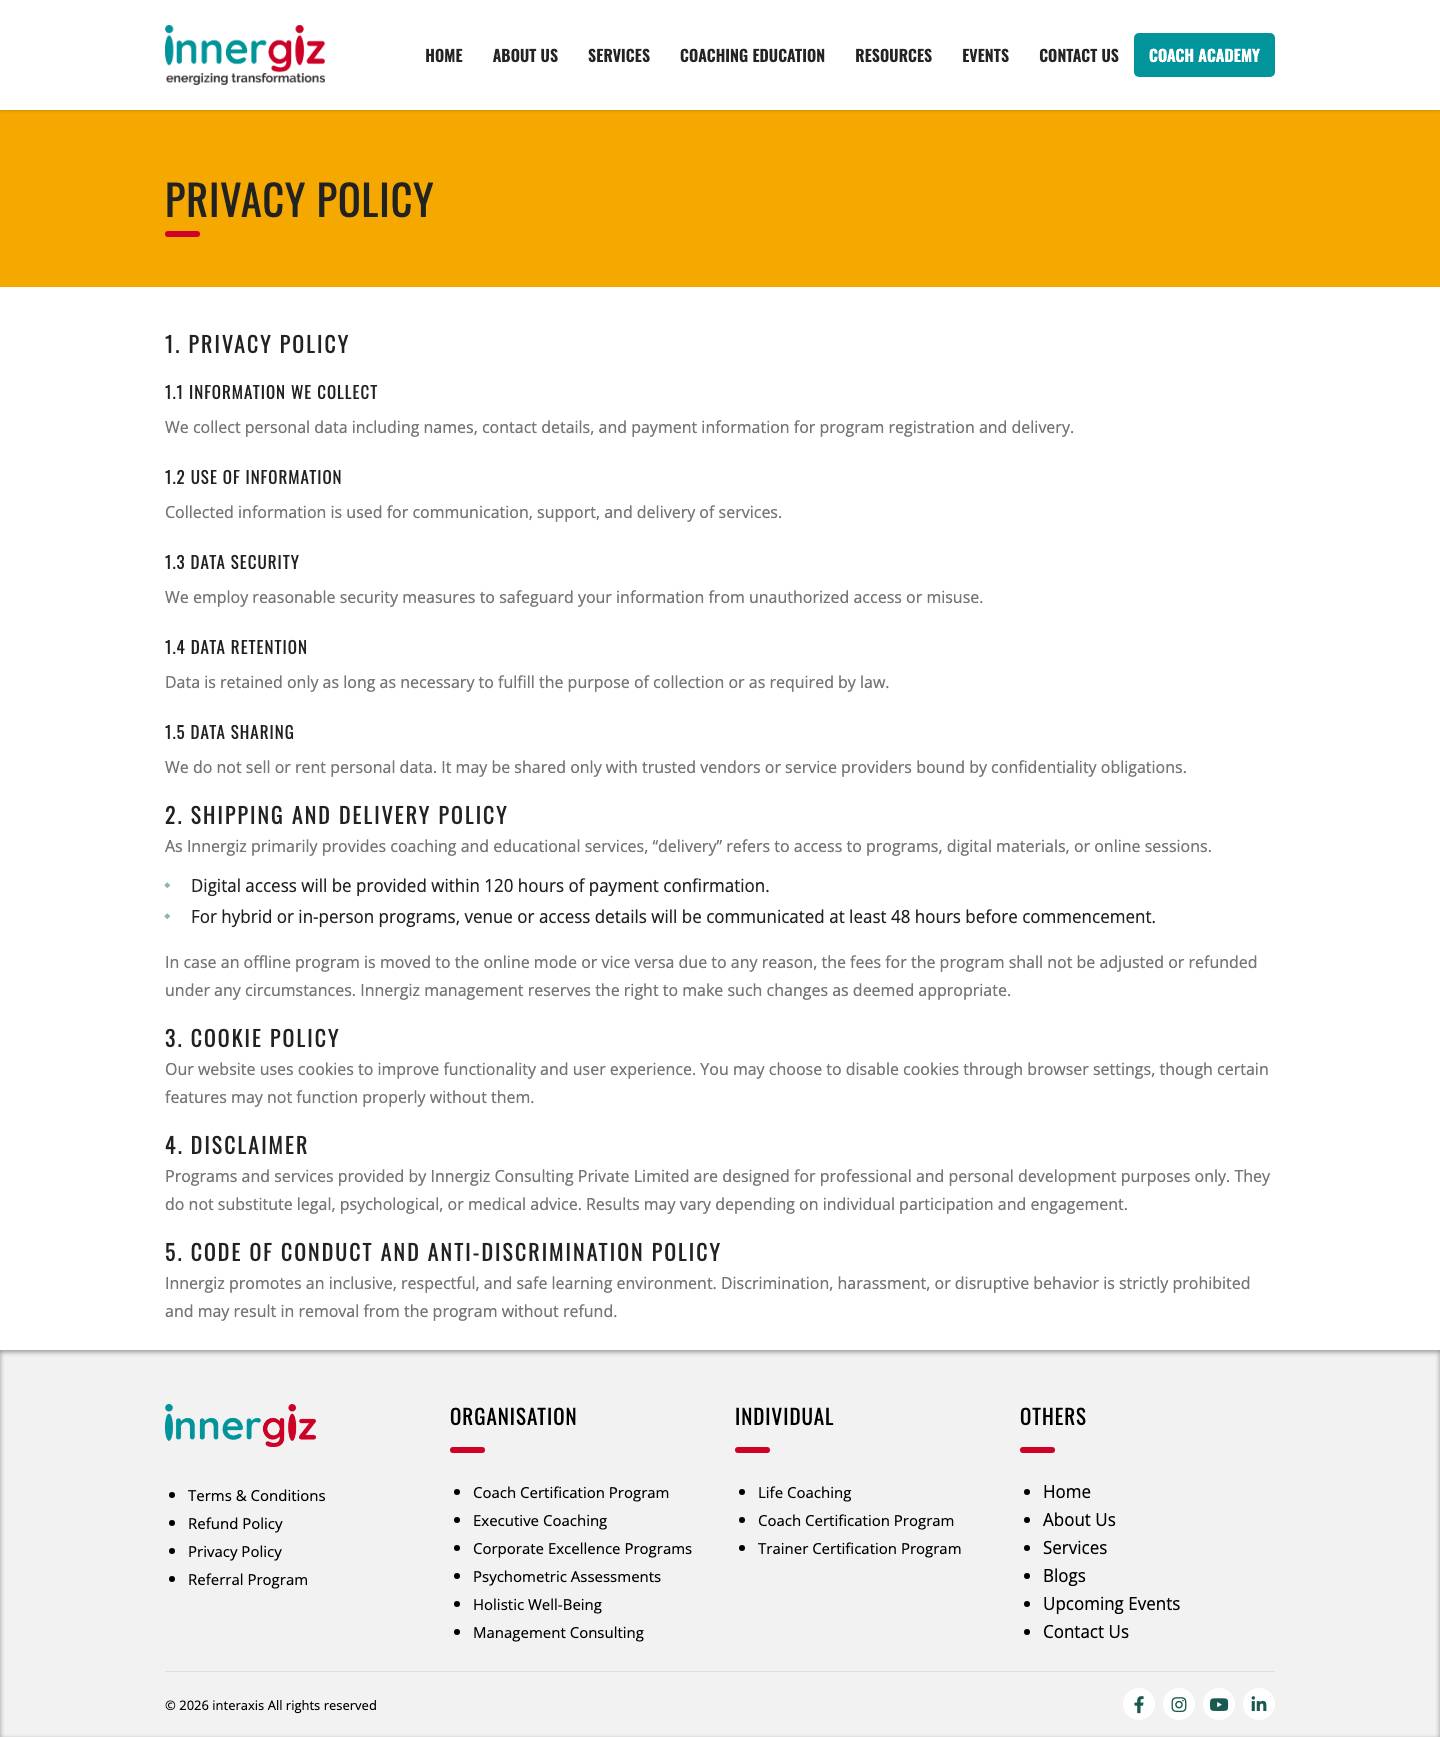 innergiz
energizing transformations
HOME
ABOUT US
SERVICES
COACHING EDUCATION
RESOURCES
EVENTS
CONTACT US
COACH ACADEMY
PRIVACY POLICY
1. PRIVACY POLICY
1.1 INFORMATION WE COLLECT
We collect personal data including names, contact details, and payment information for program registration and delivery.
1.2 USE OF INFORMATION
Collected information is used for communication, support, and delivery of services.
1.3 DATA SECURITY
We employ reasonable security measures to safeguard your information from unauthorized access or misuse.
1.4 DATA RETENTION
Data is retained only as long as necessary to fulfill the purpose of collection or as required by law.
1.5 DATA SHARING
We do not sell or rent personal data. It may be shared only with trusted vendors or service providers bound by confidentiality obligations.
2. SHIPPING AND DELIVERY POLICY
As Innergiz primarily provides coaching and educational services, “delivery” refers to access to programs, digital materials, or online sessions.
Digital access will be provided within 120 hours of payment confirmation.
For hybrid or in-person programs, venue or access details will be communicated at least 48 hours before commencement.
In case an offline program is moved to the online mode or vice versa due to any reason, the fees for the program shall not be adjusted or refunded
under any circumstances. Innergiz management reserves the right to make such changes as deemed appropriate.
3. COOKIE POLICY
Our website uses cookies to improve functionality and user experience. You may choose to disable cookies through browser settings, though certain
features may not function properly without them.
4. DISCLAIMER
Programs and services provided by Innergiz Consulting Private Limited are designed for professional and personal development purposes only. They
do not substitute legal, psychological, or medical advice. Results may vary depending on individual participation and engagement.
5. CODE OF CONDUCT AND ANTI-DISCRIMINATION POLICY
Innergiz promotes an inclusive, respectful, and safe learning environment. Discrimination, harassment, or disruptive behavior is strictly prohibited
and may result in removal from the program without refund.
innergiz
Terms & Conditions
Refund Policy
Privacy Policy
Referral Program
ORGANISATION
Coach Certification Program
Executive Coaching
Corporate Excellence Programs
Psychometric Assessments
Holistic Well-Being
Management Consulting
INDIVIDUAL
Life Coaching
Coach Certification Program
Trainer Certification Program
OTHERS
Home
About Us
Services
Blogs
Upcoming Events
Contact Us
© 2026 interaxis All rights reserved